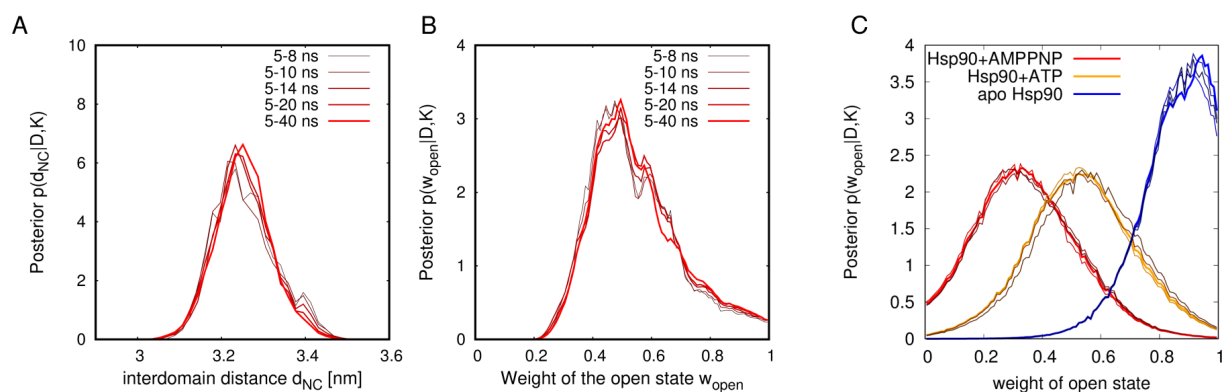 A
Posterior p(d_NC|D,K)
10
8
6
4
2
0
5-8 ns
5-10 ns
5-14 ns
5-20 ns
5-40 ns
3 3.2 3.4 3.6
interdomain distance d_NC [nm]
B
Posterior p(w_open|D,K)
4
3
2
1
0
5-8 ns
5-10 ns
5-14 ns
5-20 ns
5-40 ns
0 0.2 0.4 0.6 0.8 1
Weight of the open state w_open
C
Posterior p(w_open|D,K)
4
3.5
3
2.5
2
1.5
1
0.5
0
Hsp90+AMPPNP
Hsp90+ATP
apo Hsp90
0 0.2 0.4 0.6 0.8 1
weight of open state